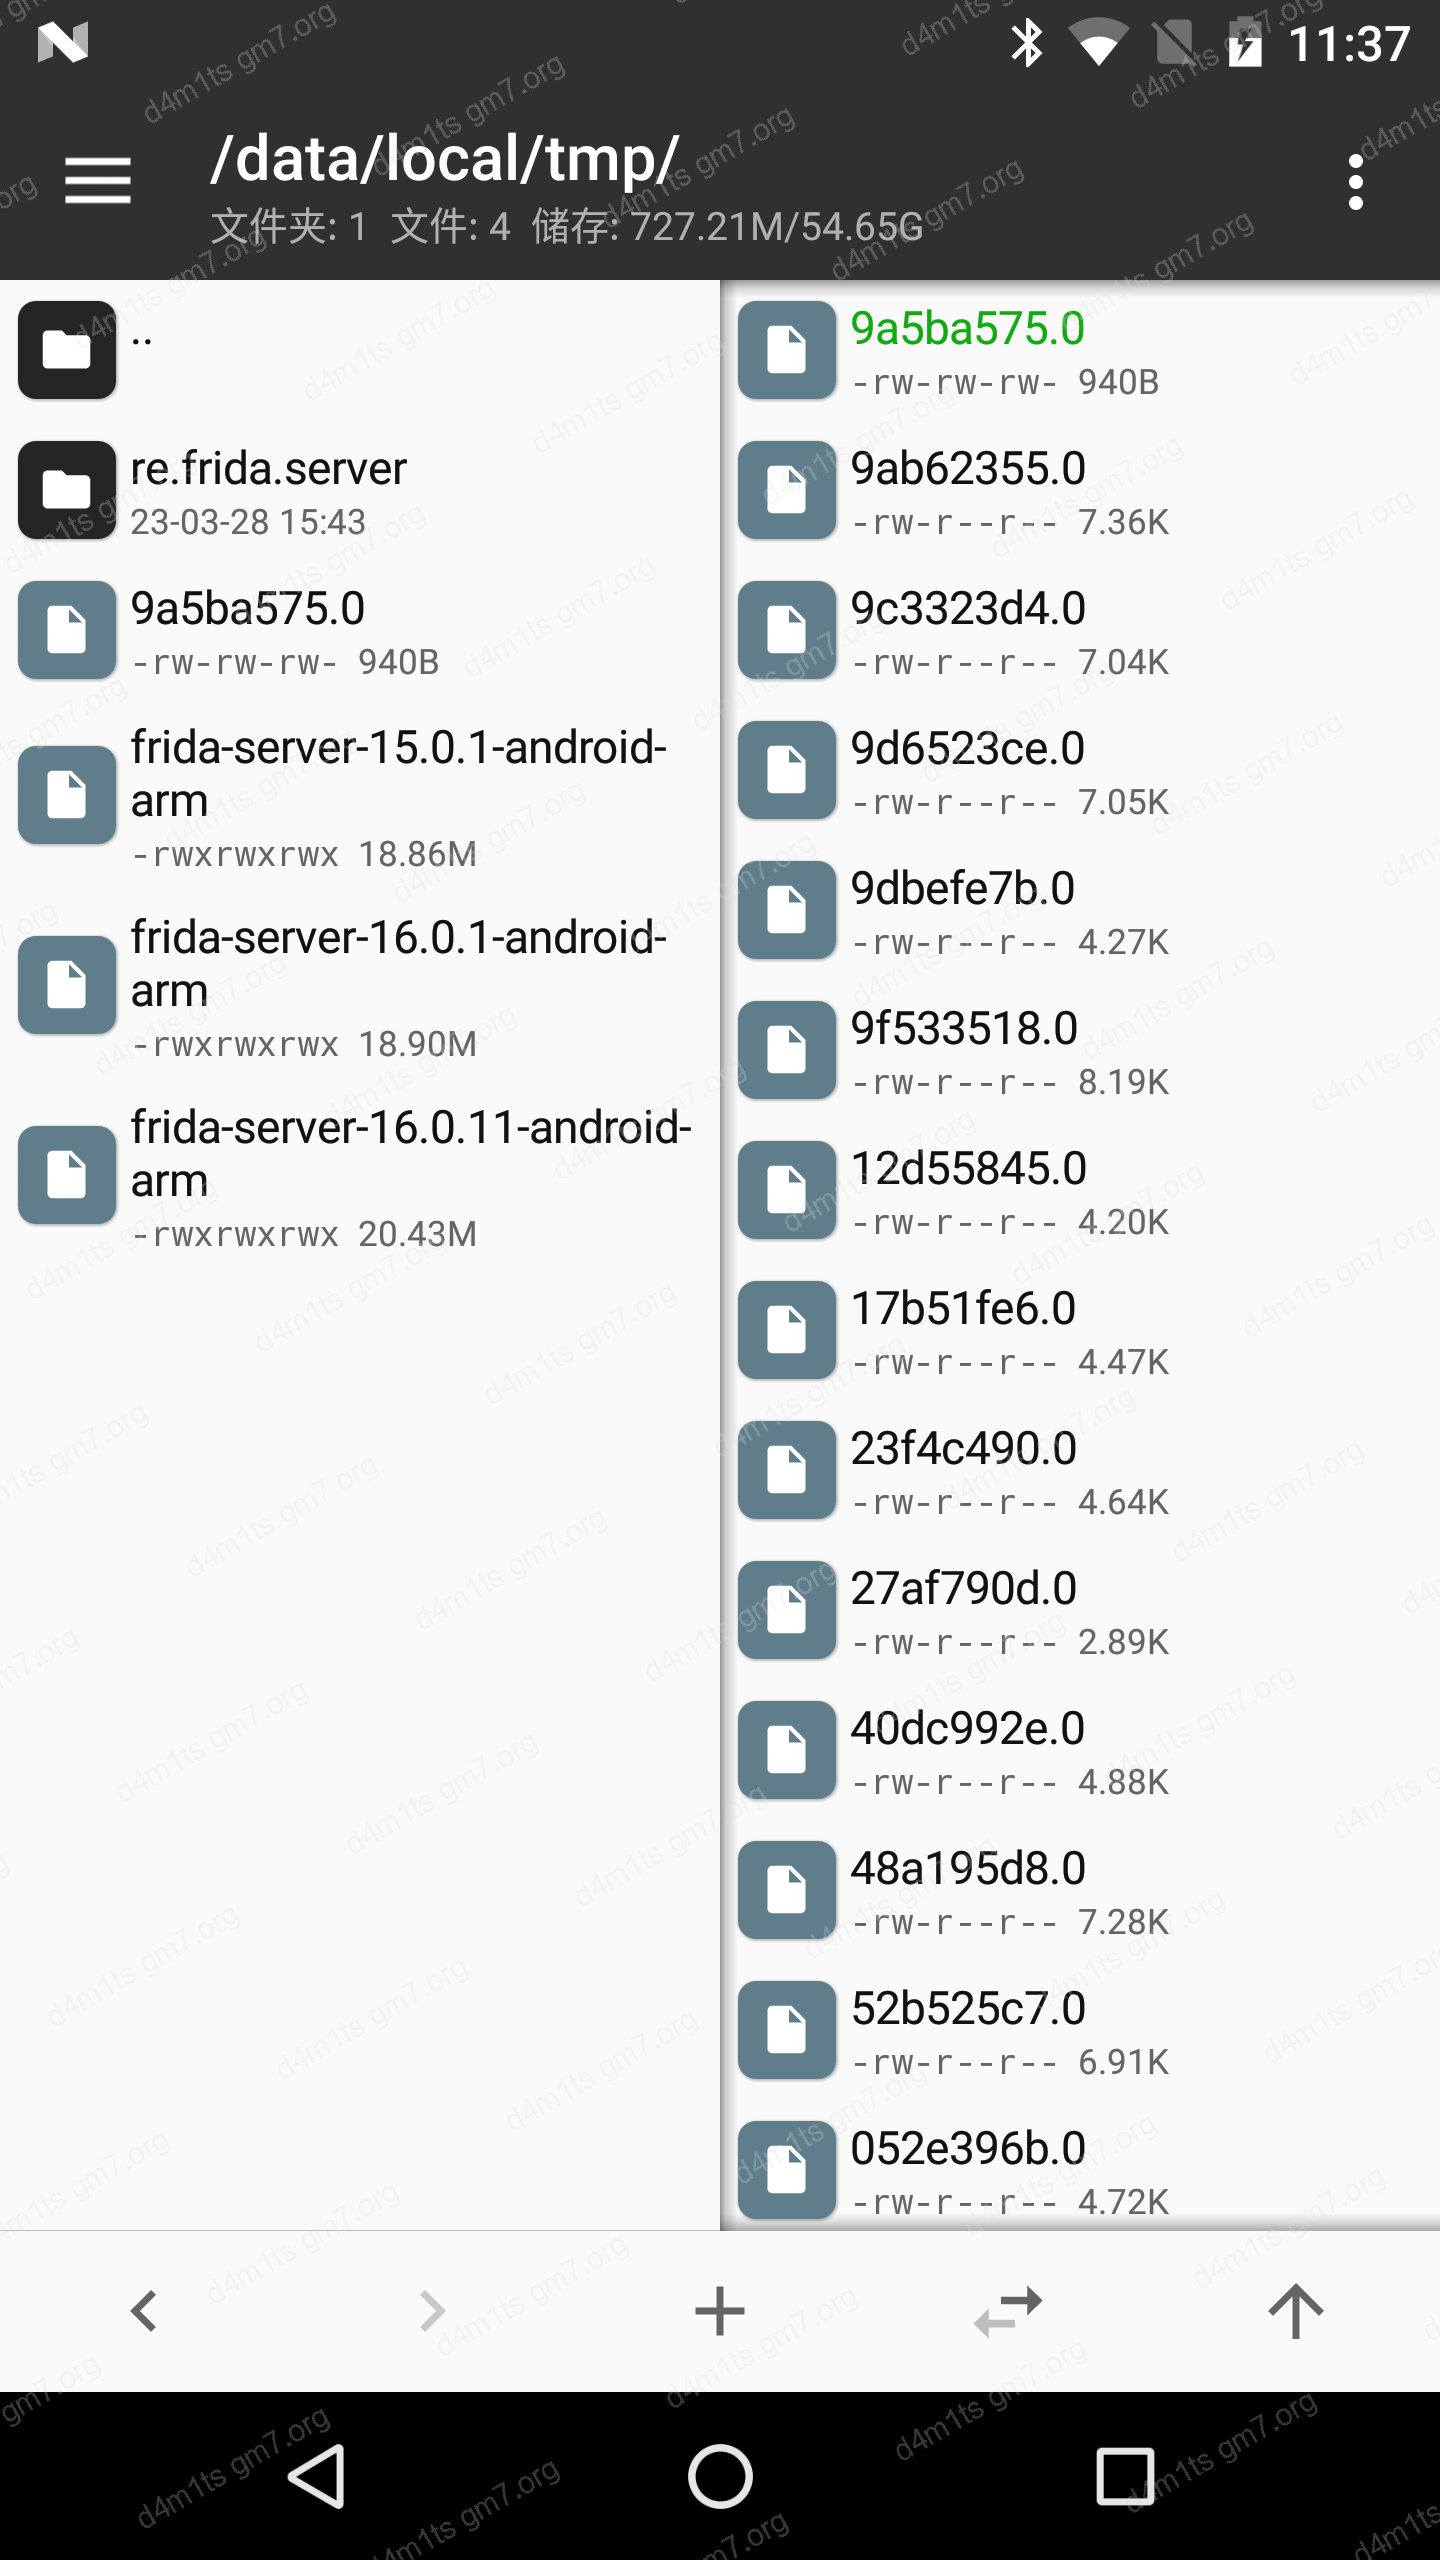 11:37
/data/local/tmp/
文件夹: 1 文件: 4 储存: 727.21M/54.65G
..
re.frida.server
23-03-28 15:43
9a5ba575.0
-rw-rw-rw- 940B
frida-server-15.0.1-android-
arm
-rwxrwxrwx 18.86M
frida-server-16.0.1-android-
arm
-rwxrwxrwx 18.90M
frida-server-16.0.11-android-
arm
-rwxrwxrwx 20.43M
9a5ba575.0
-rw-rw-rw- 940B
9ab62355.0
-rw-r--r-- 7.36K
9c3323d4.0
-rw-r--r-- 7.04K
9d6523ce.0
-rw-r--r-- 7.05K
9dbefe7b.0
-rw-r--r-- 4.27K
9f533518.0
-rw-r--r-- 8.19K
12d55845.0
-rw-r--r-- 4.20K
17b51fe6.0
-rw-r--r-- 4.47K
23f4c490.0
-rw-r--r-- 4.64K
27af790d.0
-rw-r--r-- 2.89K
40dc992e.0
-rw-r--r-- 4.88K
48a195d8.0
-rw-r--r-- 7.28K
52b525c7.0
-rw-r--r-- 6.91K
052e396b.0
-rw-r--r-- 4.72K
d4m1ts gm7.org